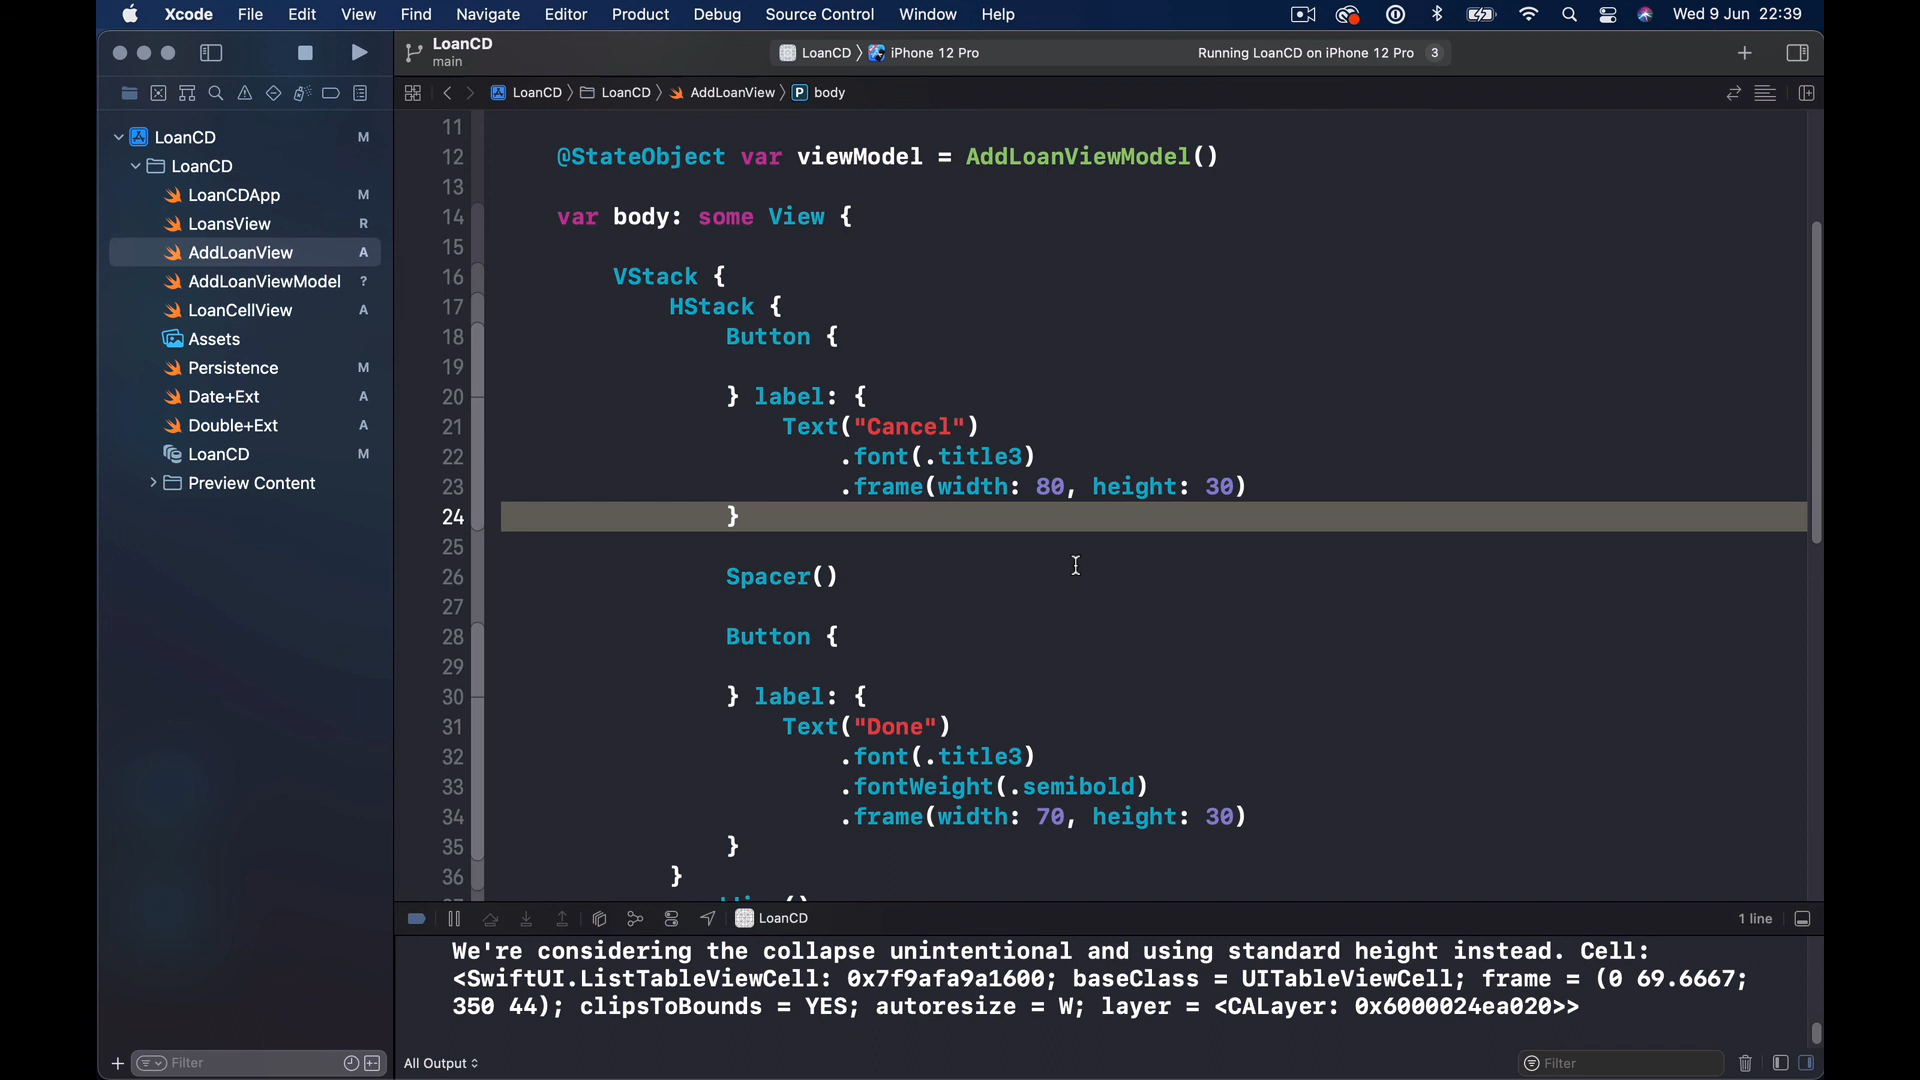 Xcode File Edit View Find Navigate Editor Product Debug Source Control Window Help Wed 9 Jun 22:39
LoanCD
main
LoanCD 〉 iPhone 12 Pro
Running LoanCD on iPhone 12 Pro 3
LoanCD 〉 LoanCD 〉 AddLoanView 〉 P body
LoanCD M
LoanCD
LoanCDApp M
LoansView R
AddLoanView A
AddLoanViewModel ?
LoanCellView A
Assets
Persistence M
Date+Ext A
Double+Ext A
LoanCD M
Preview Content
11
12 @StateObject var viewModel = AddLoanViewModel()
13
14 var body: some View {
15
16 VStack {
17 HStack {
18 Button {
19
20 } label: {
21 Text("Cancel")
22 .font(.title3)
23 .frame(width: 80, height: 30)
24 }
25
26 Spacer()
27
28 Button {
29
30 } label: {
31 Text("Done")
32 .font(.title3)
33 .fontWeight(.semibold)
34 .frame(width: 70, height: 30)
35 }
36 }
LoanCD
1 line
We're considering the collapse unintentional and using standard height instead. Cell:
<SwiftUI.ListTableViewCell: 0x7f9afa9a1600; baseClass = UITableViewCell; frame = (0 69.6667;
350 44); clipsToBounds = YES; autoresize = W; layer = <CALayer: 0x6000024ea020>>
Filter
All Output
Filter